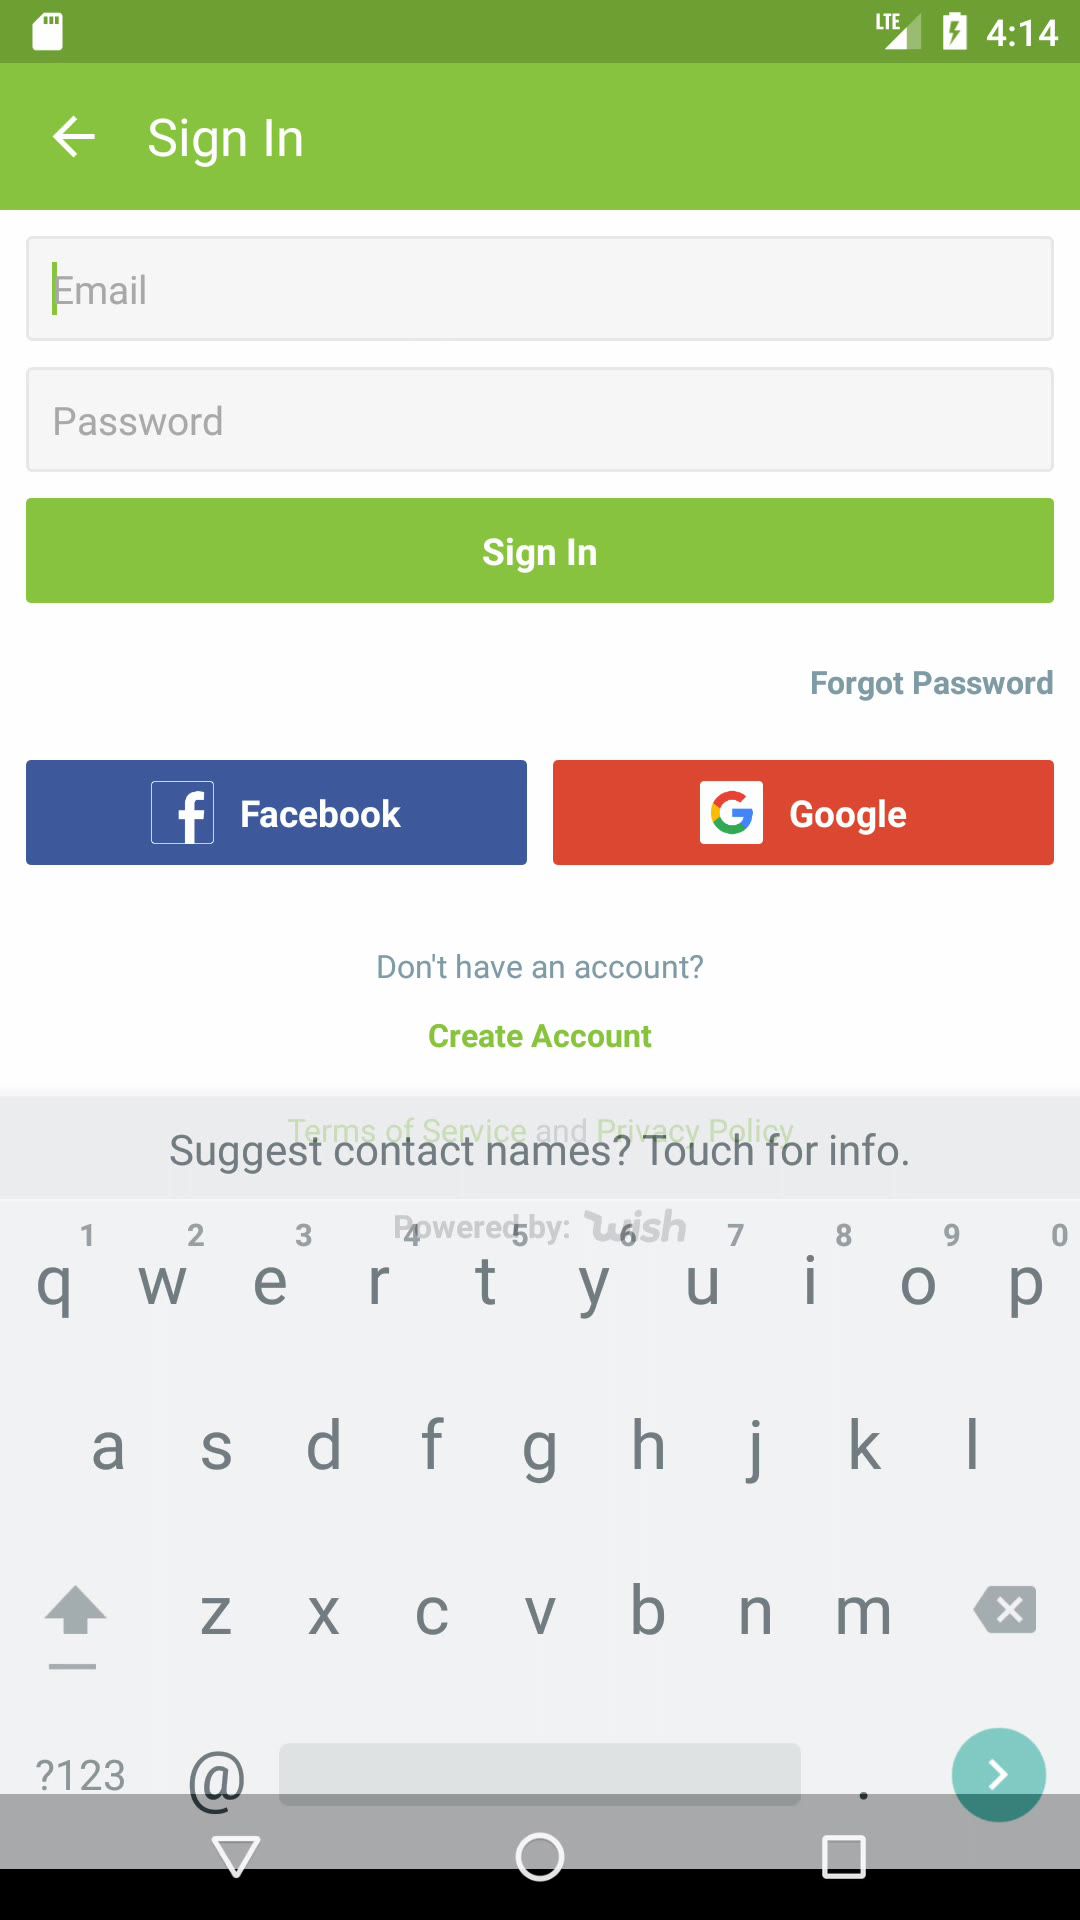 LTE 4:14
Sign In
Email
Password
Sign In
Forgot Password
Facebook
Google
Don't have an account?
Create Account
Terms of Service and Privacy Policy
Suggest contact names? Touch for info.
Powered by: wish
1 2 3 4 5 6 7 8 9 0
q w e r t y u i o p
a s d f g h j k l
z x c v b n m
?123 @ .